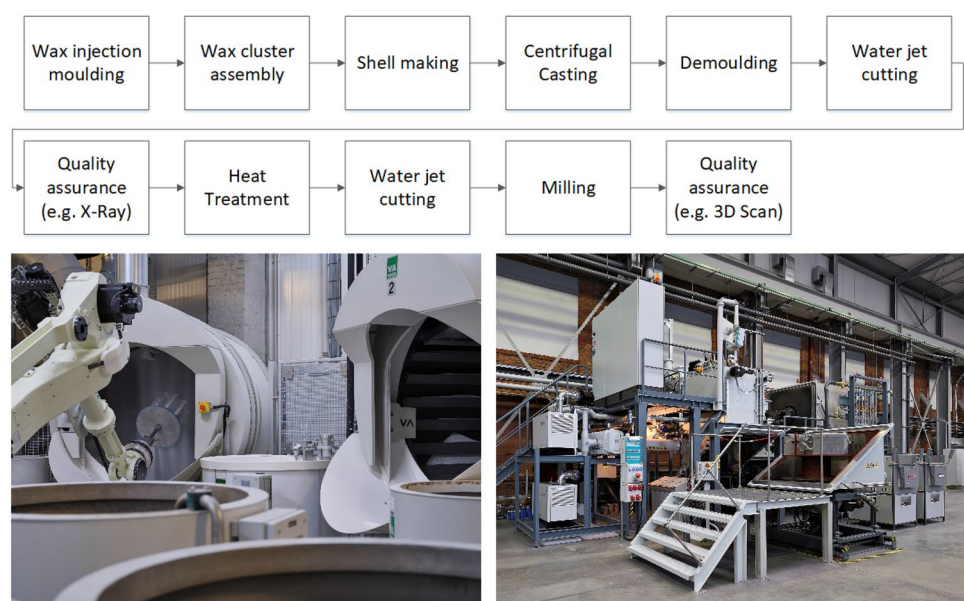 Wax injection
moulding
Wax cluster
assembly
Shell making
Centrifugal
Casting
Demoulding
Water jet
cutting
Quality
assurance
(e.g. X-Ray)
Heat
Treatment
Water jet
cutting
Milling
Quality
assurance
(e.g. 3D Scan)
VA
2
VA